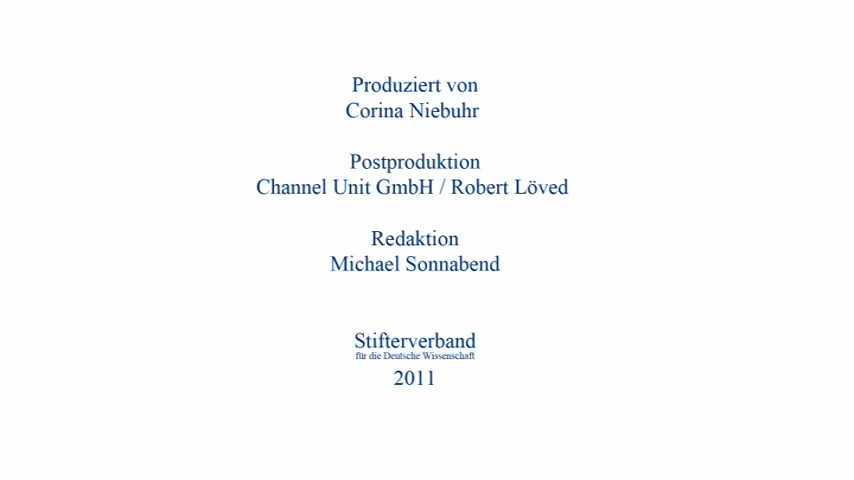 Produziert von
Corina Niebuhr
Postproduktion
Channel Unit GmbH / Robert Löved
Redaktion
Michael Sonnabend
Stifterverband
für die Deutsche Wissenschaft
2011